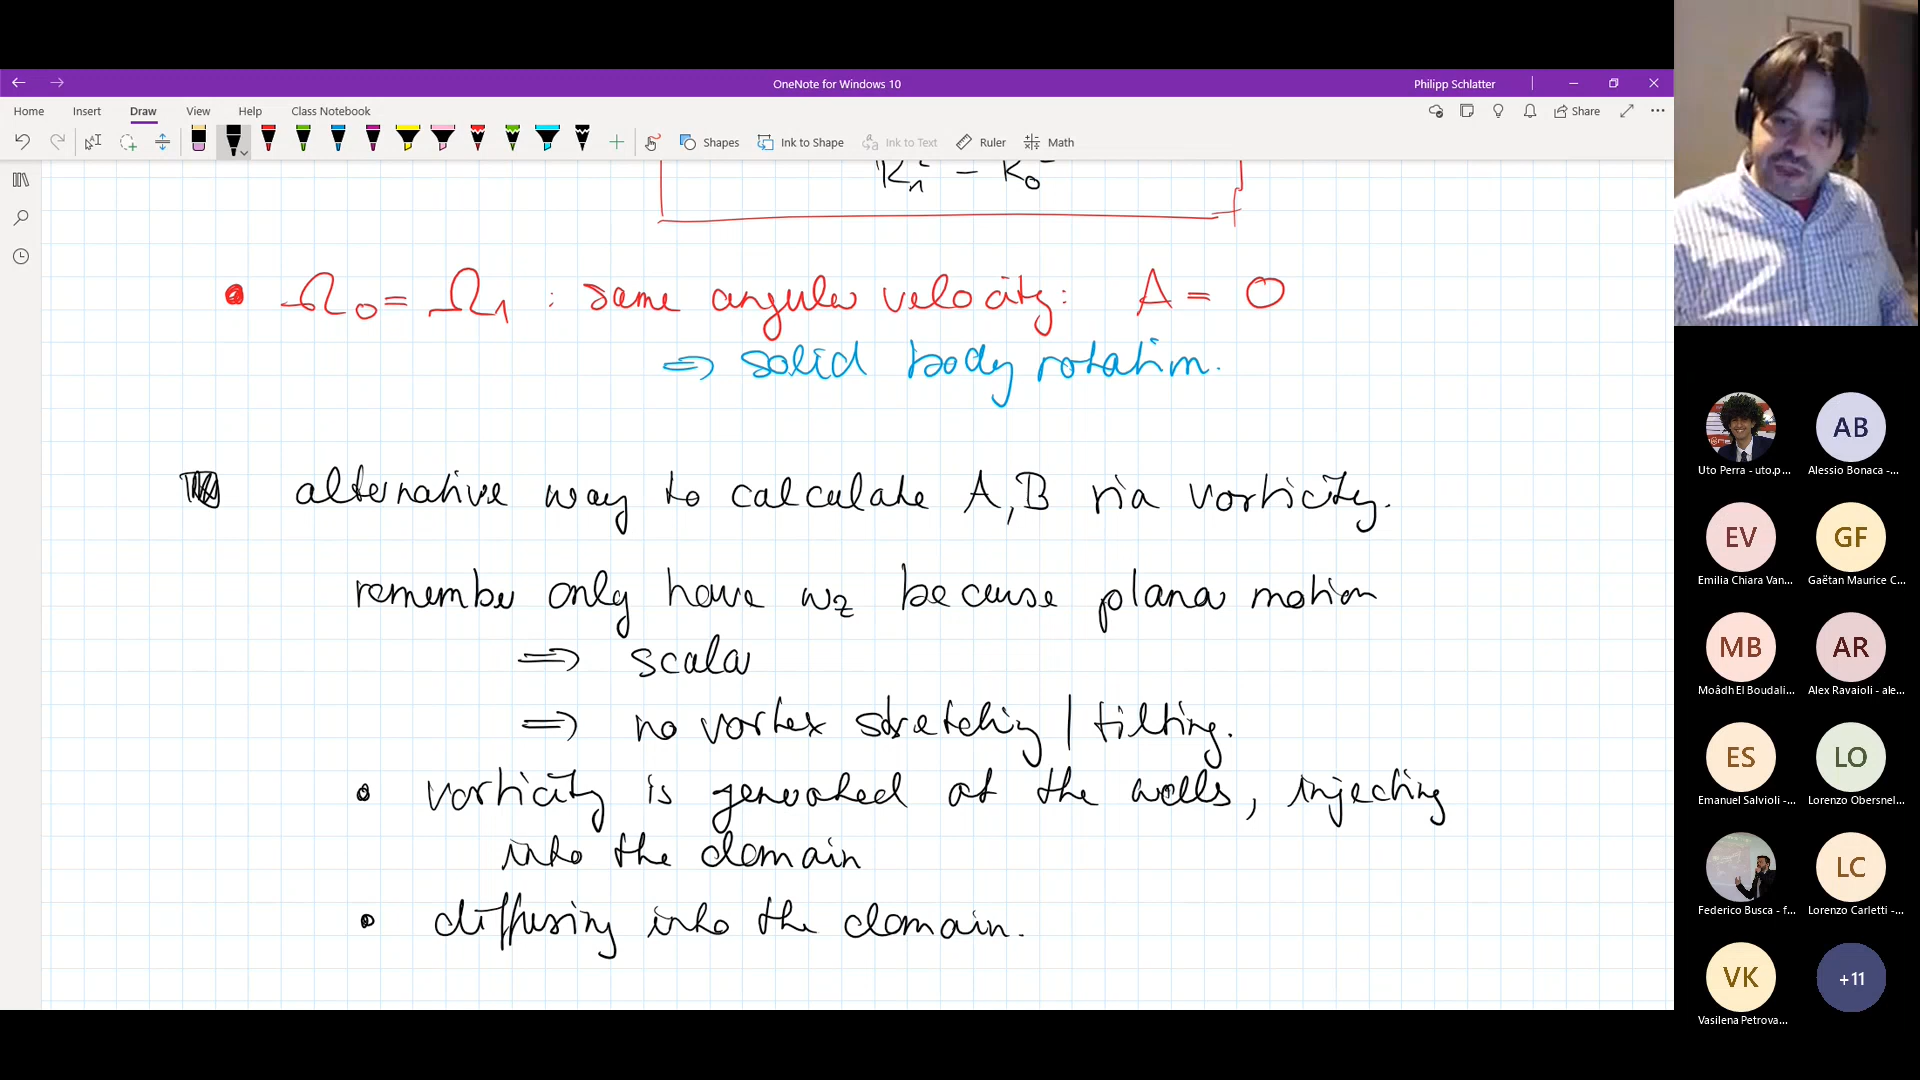 OneNote for Windows 10
Philipp Schlatter
Home Insert Draw View Help Class Notebook
Share
Shapes Ink to Shape Ink to Text Ruler Math
Ω0 = Ω1 : same angular velocity: A = 0
⇒ solid body rotation.
alternative way to calculate A, B via vorticity.
remember only have ωz because planar motion
⇒ scalar
⇒ no vortex stretching / tilting.
• vorticity is generated at the walls, injecting
into the domain
• diffusing into the domain.
Uto Perra - uto.p...
AB
Alessio Bonaca -...
EV
Emilia Chiara Van...
GF
Gaëtan Maurice C...
MB
Moâdh El Boudali...
AR
Alex Ravaioli - ale...
ES
Emanuel Salvioli -...
LO
Lorenzo Obersnel...
Federico Busca - f...
LC
Lorenzo Carletti -...
VK
Vasilena Petrova...
+11